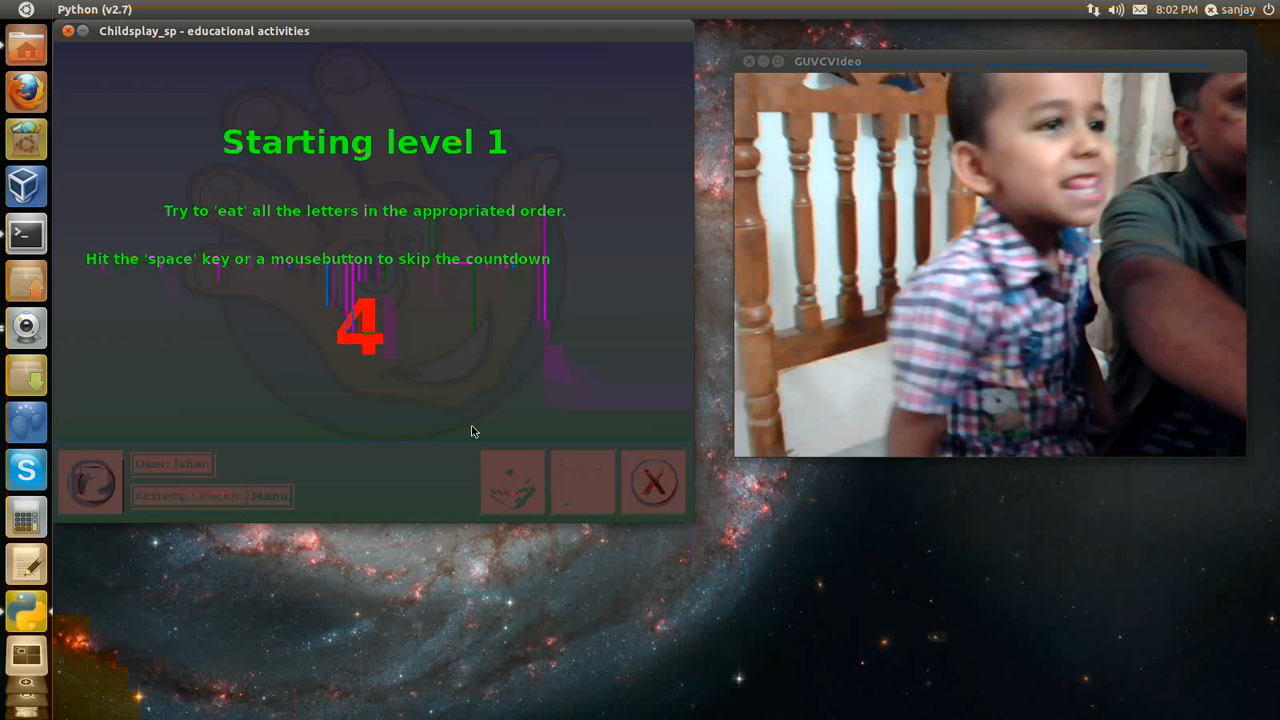 Python (v2.7)
8:02 PM
sanjay
Childsplay_sp - educational activities
GUVCVIdeo
Starting level 1
Try to 'eat' all the letters in the appropriated order.
Hit the 'space' key or a mousebutton to skip the countdown
4
User:
Activity: Menu
X